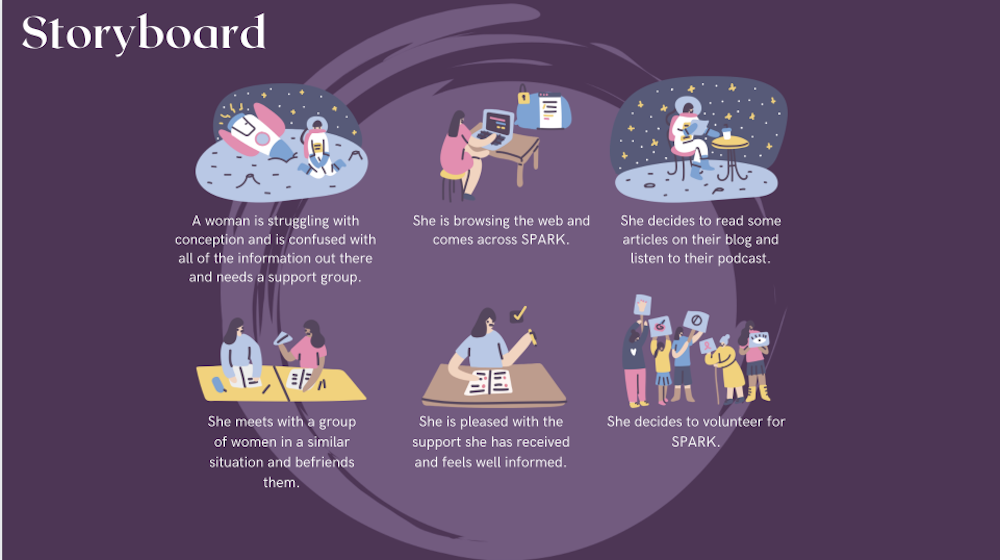 Storyboard
A woman is struggling with
conception and is confused with
all of the information out there
and needs a support group.
She is browsing the web and
comes across SPARK.
She decides to read some
articles on their blog and
listen to their podcast.
She meets with a group
of women in a similar
situation and befriends
them.
She is pleased with the
support she has received
and feels well informed.
She decides to volunteer for
SPARK.